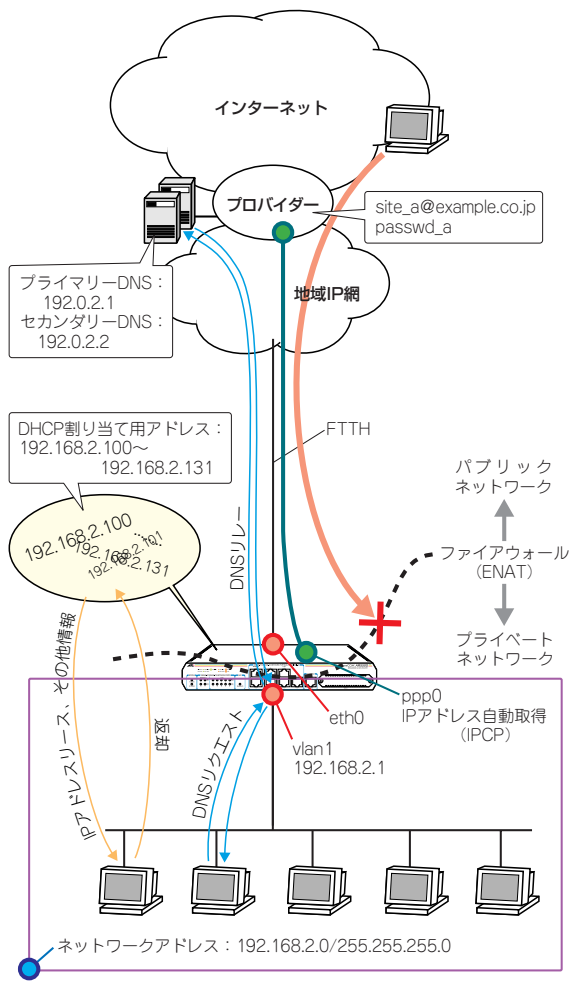 インターネット
プロバイダー
site_a@example.co.jp
passwd_a
プライマリーDNS：
192.0.2.1
セカンダリーDNS：
192.0.2.2
地域IP網
DHCP割り当て用アドレス：
192.168.2.100～
192.168.2.131
FTTH
パブリック
ネットワーク
192.168.2.100
192.168.2.101
192.168.2.131
DNSリレー
ファイアウォール
（ENAT）
プライベート
ネットワーク
IPアドレスリース、その他情報
返却
DNSリクエスト
eth0
ppp0
IPアドレス自動取得
（IPCP）
vlan1
192.168.2.1
ネットワークアドレス：192.168.2.0/255.255.255.0